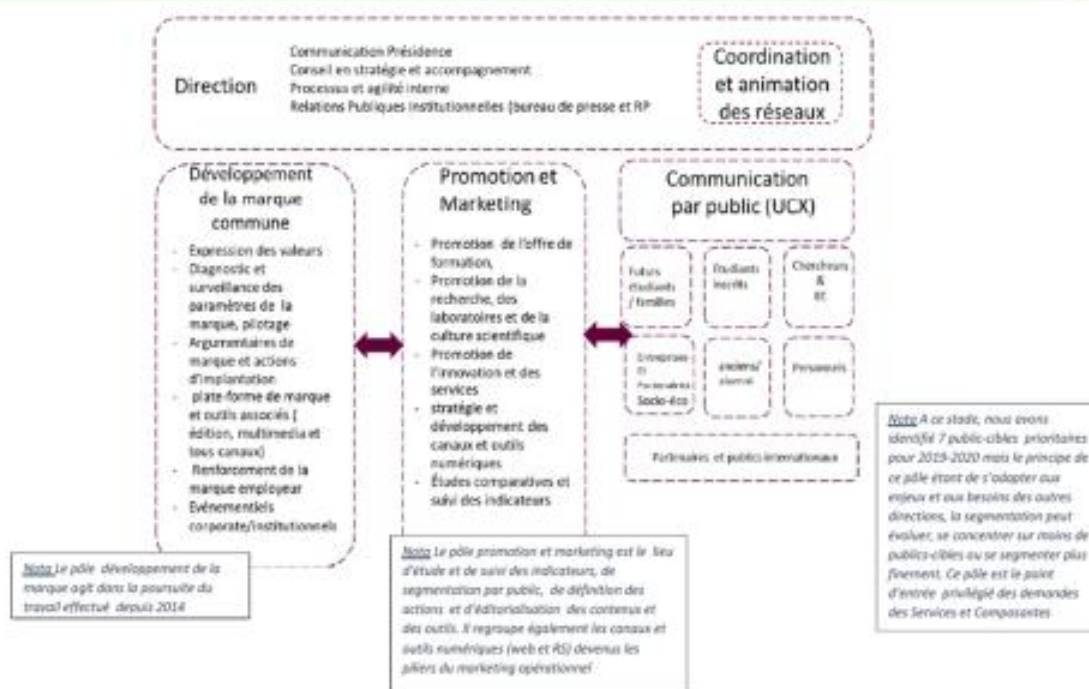 Direction
Communication Présidence
Conseil en stratégie et accompagnement
Processus et agilité interne
Relations Publiques Institutionnelles (bureau de presse et RP
Coordination
et animation
des réseaux
Développement
de la marque
commune
- Expression des valeurs
- Diagnostic et
surveillance des
paramètres de la
marque, pilotage
- Argumentaires de
marque et actions
d'implantation
- plate-forme de marque
et outils associés (
édition, multimedia et
tous canaux)
- Renforcement de la
marque employeur
- Evénementiels
corporate/institutionnels
Promotion et
Marketing
- Promotion de l'offre de
formation,
- Promotion de la
recherche, des
laboratoires et de la
culture scientifique
- Promotion de
l'innovation et des
services
- stratégie et
développement des
canaux et outils
numériques
- Études comparatives et
suivi des indicateurs
Communication
par public (UCX)
Futurs
étudiants
/ familles
Etudiants
inscrits
Chercheurs
&
Entreprises
Socio-éco
anciens/
alumni
Personnels
Partenaires et publics internationaux
Nota Le pôle développement de la
marque agit dans la poursuite du
travail effectué depuis 2014
Nota Le pôle promotion et marketing est le lieu
d'étude et de suivi des indicateurs, de
segmentation par public, de définition des
actions et d'éditorialisation des contenus et
des outils. Il regroupe également les canaux et
outils numériques (web et RS) devenus les
piliers du marketing opérationnel
Nota A ce stade, nous avons
identifié 7 public-cibles prioritaires
pour 2019-2020 mais le principe de
ce pôle étant de s'adapter aux
enjeux et aux besoins des autres
directions, la segmentation peut
évoluer, se concentrer sur moins de
publics-cibles ou se segmenter plus
finement. Ce pôle est le point
d'entrée privilégié des demandes
des Services et Composantes